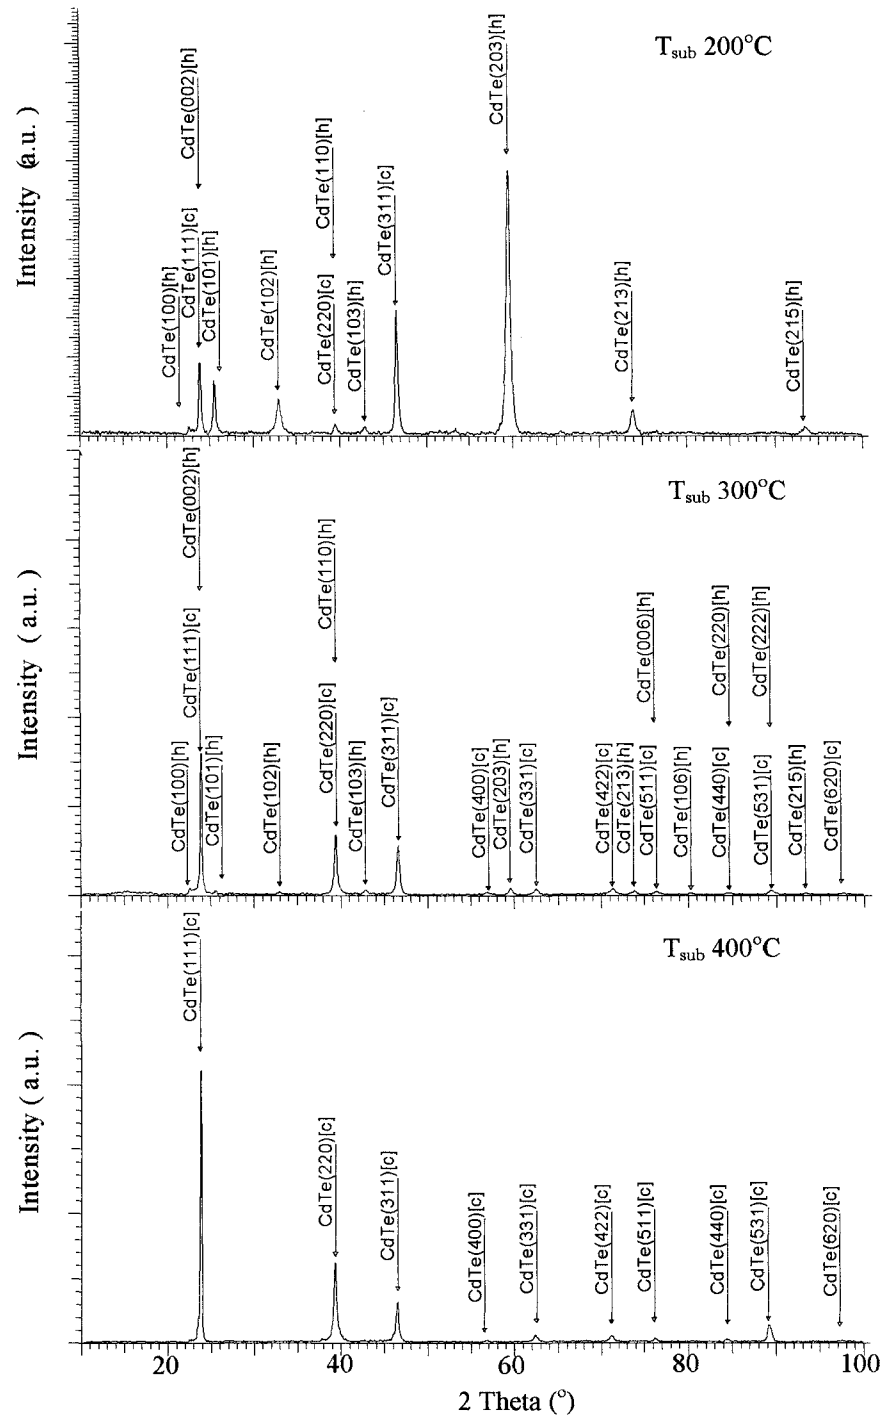 T_sub 200°C
Intensity (a.u.)
CdTe(100)[h]
CdTe(111)[c]
CdTe(002)[h]
CdTe(101)[h]
CdTe(102)[h]
CdTe(220)[c]
CdTe(110)[h]
CdTe(103)[h]
CdTe(311)[c]
CdTe(203)[h]
CdTe(213)[h]
CdTe(215)[h]
T_sub 300°C
Intensity ( a.u. )
CdTe(100)[h]
CdTe(111)[c]
CdTe(002)[h]
CdTe(101)[h]
CdTe(102)[h]
CdTe(220)[c]
CdTe(110)[h]
CdTe(103)[h]
CdTe(311)[c]
CdTe(400)[c]
CdTe(203)[h]
CdTe(331)[c]
CdTe(422)[c]
CdTe(213)[h]
CdTe(511)[c]
CdTe(006)[h]
CdTe(106)[h]
CdTe(440)[c]
CdTe(220)[h]
CdTe(531)[c]
CdTe(222)[h]
CdTe(215)[h]
CdTe(620)[c]
T_sub 400°C
Intensity ( a.u. )
CdTe(111)[c]
CdTe(220)[c]
CdTe(311)[c]
CdTe(400)[c]
CdTe(331)[c]
CdTe(422)[c]
CdTe(511)[c]
CdTe(440)[c]
CdTe(531)[c]
CdTe(620)[c]
20 40 60 80 100
2 Theta (°)